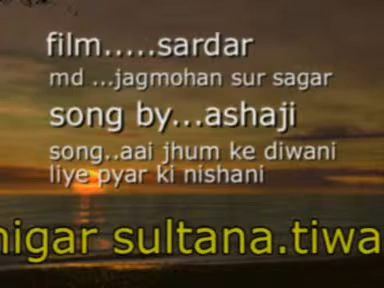 film.....sardar
md ...jagmohan sur sagar
song by...ashaji
song..aai jhum ke diwani
liye pyar ki nishani
nigar sultana.tiwa